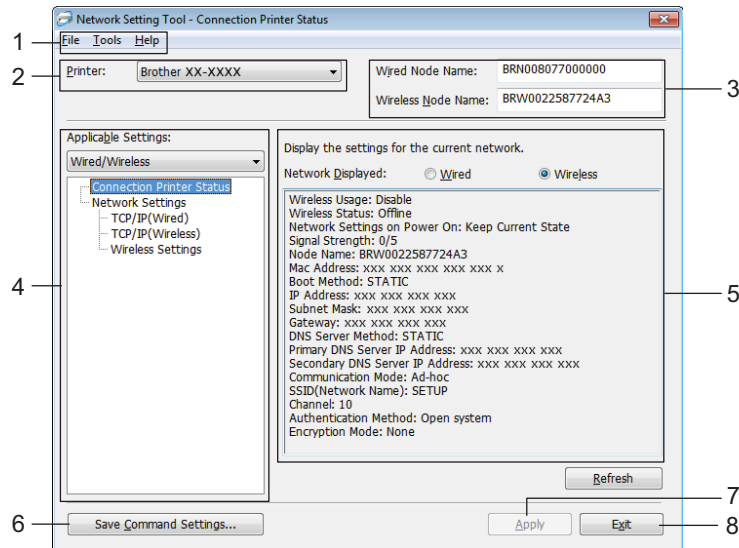 Network Setting Tool - Connection Printer Status
1
File Tools Help
2
Printer: Brother XX-XXXX
Wired Node Name: BRN008077000000
Wireless Node Name: BRW0022587724A3
3
4
Applicable Settings:
Wired/Wireless
Connection Printer Status
Network Settings
TCP/IP(Wired)
TCP/IP(Wireless)
Wireless Settings
Display the settings for the current network.
Network Displayed: Wired Wireless
Wireless Usage: Disable
Wireless Status: Offline
Network Settings on Power On: Keep Current State
Signal Strength: 0/5
Node Name: BRW0022587724A3
Mac Address: xxx xxx xxx xxx xxx x
Boot Method: STATIC
IP Address: xxx xxx xxx xxx
Subnet Mask: xxx xxx xxx xxx
Gateway: xxx xxx xxx xxx
DNS Server Method: STATIC
Primary DNS Server IP Address: xxx xxx xxx xxx
Secondary DNS Server IP Address: xxx xxx xxx xxx
Communication Mode: Ad-hoc
SSID(Network Name): SETUP
Channel: 10
Authentication Method: Open system
Encryption Mode: None
5
Refresh
6
Save Command Settings...
7
Apply
Exit
8